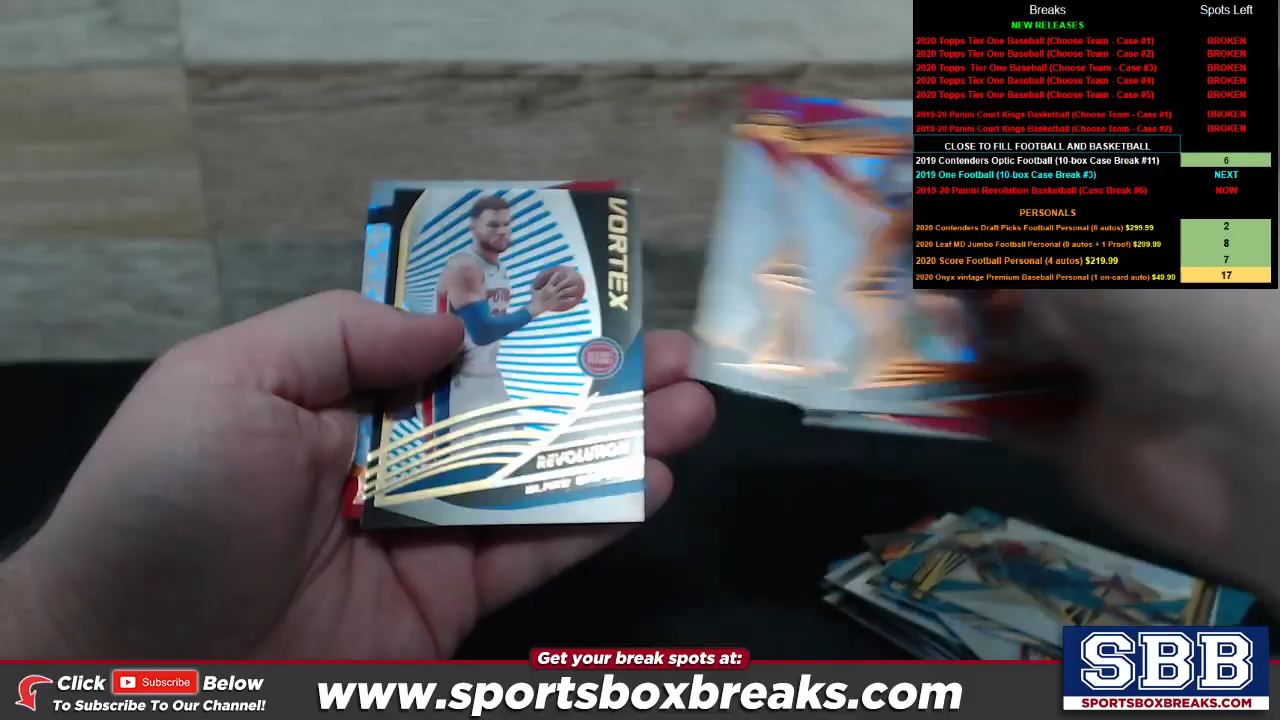 Breaks Spots Left
NEW RELEASES
2020 Topps Tier One Baseball (Choose Team - Case #1) BROKEN
2020 Topps Tier One Baseball (Choose Team - Case #2) BROKEN
2020 Topps Tier One Baseball (Choose Team - Case #3) BROKEN
2020 Topps Tier One Baseball (Choose Team - Case #4) BROKEN
2020 Topps Tier One Baseball (Choose Team - Case #5) BROKEN
2019-20 Panini Court Kings Basketball (Choose Team - Case #1) BROKEN
2019-20 Panini Court Kings Basketball (Choose Team - Case #2) BROKEN
CLOSE TO FILL FOOTBALL AND BASKETBALL
2019 Contenders Optic Football (10-box Case Break #11) 6
2019 One Football (10-box Case Break #3) NEXT
2019-20 Panini Revolution Basketball (Case Break #6) NOW
PERSONALS
2020 Contenders Draft Picks Football Personal (6 autos) $299.99 2
2020 Leaf MD Jumbo Football Personal (9 autos + 1 Proof) $299.99 8
2020 Score Football Personal (4 autos) $219.99 7
2020 Onyx vintage Premium Baseball Personal (1 on-card auto) $49.99 17
VORTEX
REVOLUTION
Get your break spots at:
Click Subscribe Below
To Subscribe To Our Channel!
www.sportsboxbreaks.com
SBB
SPORTSBOXBREAKS.COM